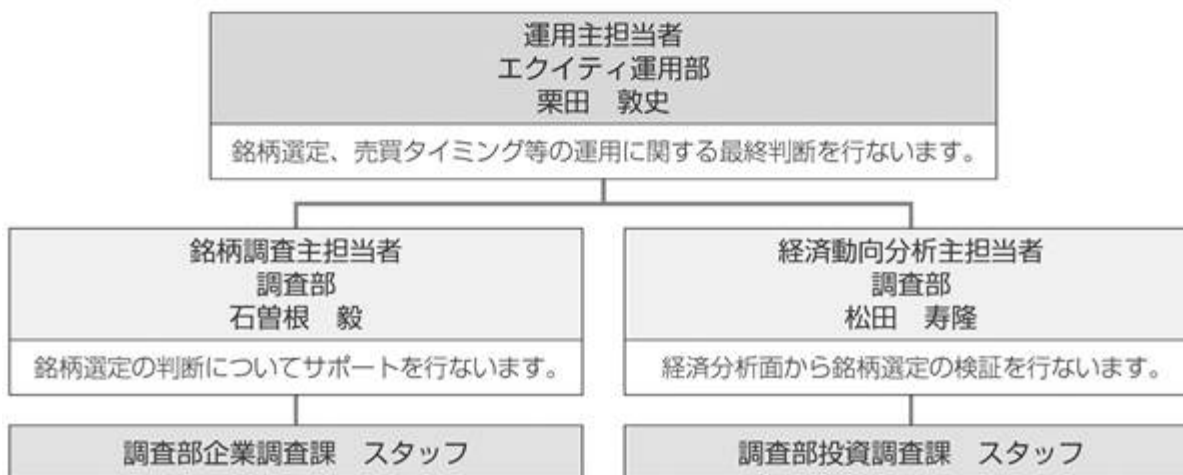 運用主担当者
エクイティ運用部
栗田　敦史
銘柄選定、売買タイミング等の運用に関する最終判断を行ないます。
銘柄調査主担当者
調査部
石曽根　毅
銘柄選定の判断についてサポートを行ないます。
調査部企業調査課　スタッフ
経済動向分析主担当者
調査部
松田　寿隆
経済分析面から銘柄選定の検証を行ないます。
調査部投資調査課　スタッフ